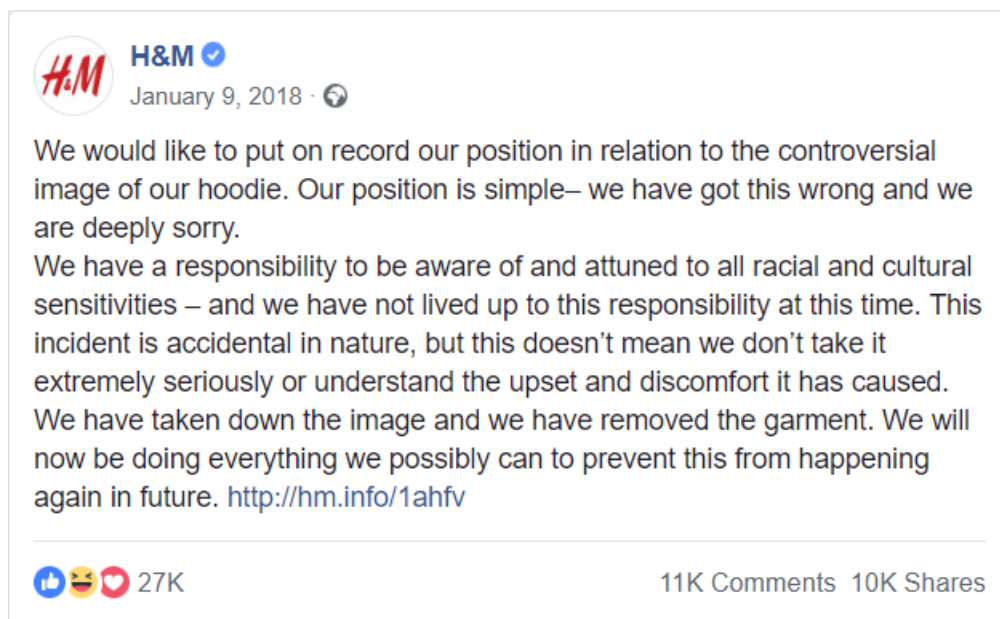 H&M
H&M
January 9, 2018 ·
We would like to put on record our position in relation to the controversial
image of our hoodie. Our position is simple– we have got this wrong and we
are deeply sorry.
We have a responsibility to be aware of and attuned to all racial and cultural
sensitivities – and we have not lived up to this responsibility at this time. This
incident is accidental in nature, but this doesn’t mean we don’t take it
extremely seriously or understand the upset and discomfort it has caused.
We have taken down the image and we have removed the garment. We will
now be doing everything we possibly can to prevent this from happening
again in future. http://hm.info/1ahfv
27K 11K Comments 10K Shares